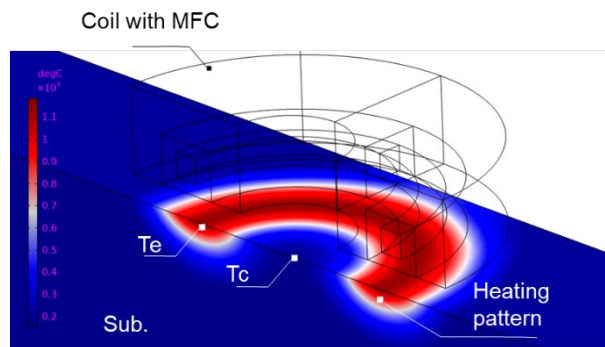 Coil with MFC
degC
x10³
1.1
1
0.9
0.8
0.7
0.6
0.5
0.4
0.3
0.2
Te
Tc
Heating
pattern
Sub.